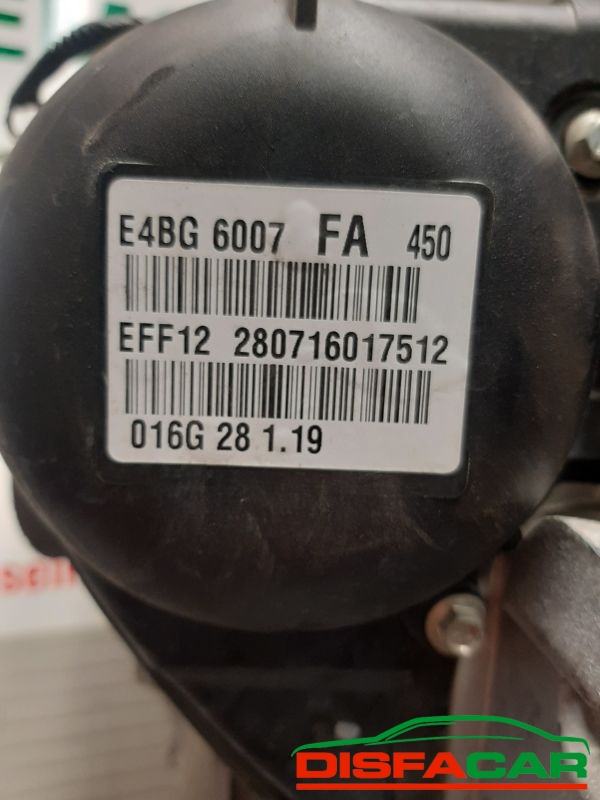 E4BG 6007 FA 450
EFF12 280716017512
016G 28 1.19
DISFACAR